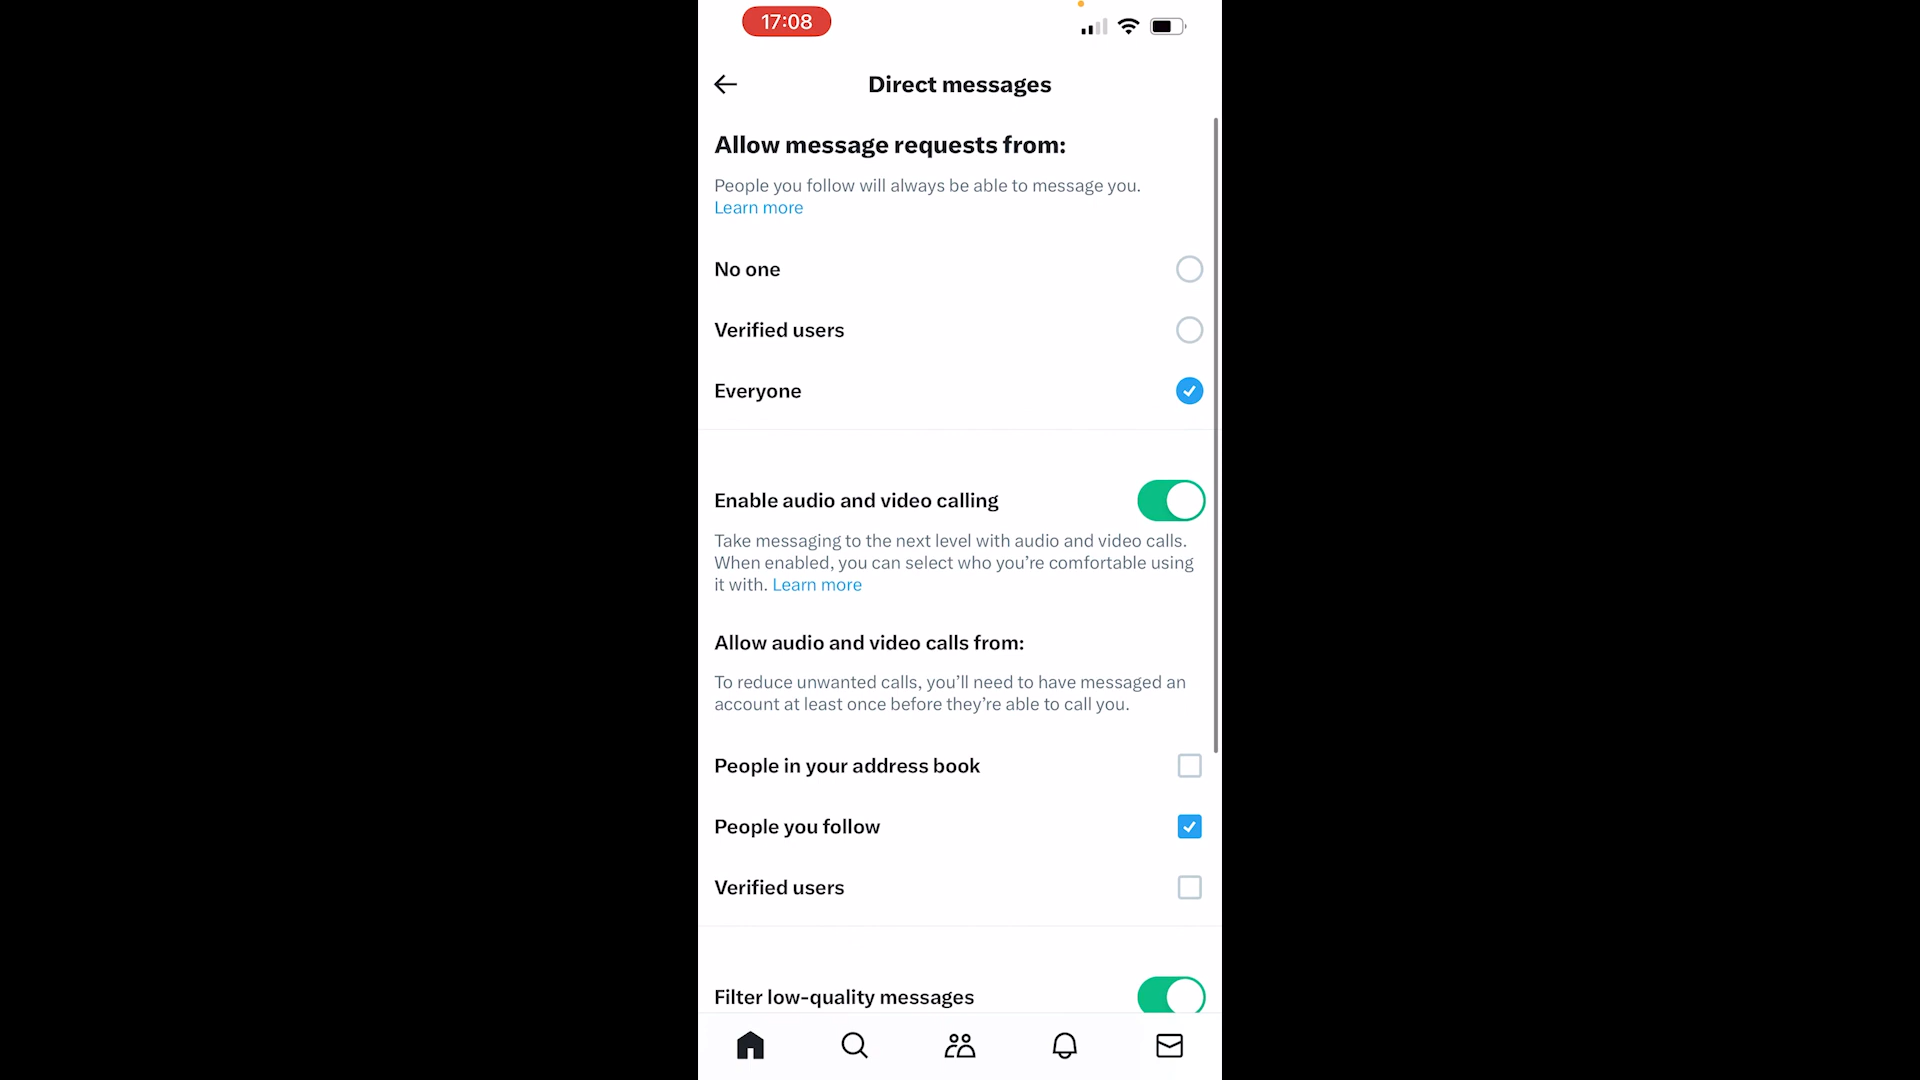 17:08
Direct messages
Allow message requests from:
People you follow will always be able to message you.
Learn more
No one
Verified users
Everyone
Enable audio and video calling
Take messaging to the next level with audio and video calls.
When enabled, you can select who you’re comfortable using
it with. Learn more
Allow audio and video calls from:
To reduce unwanted calls, you’ll need to have messaged an
account at least once before they’re able to call you.
People in your address book
People you follow
Verified users
Filter low-quality messages